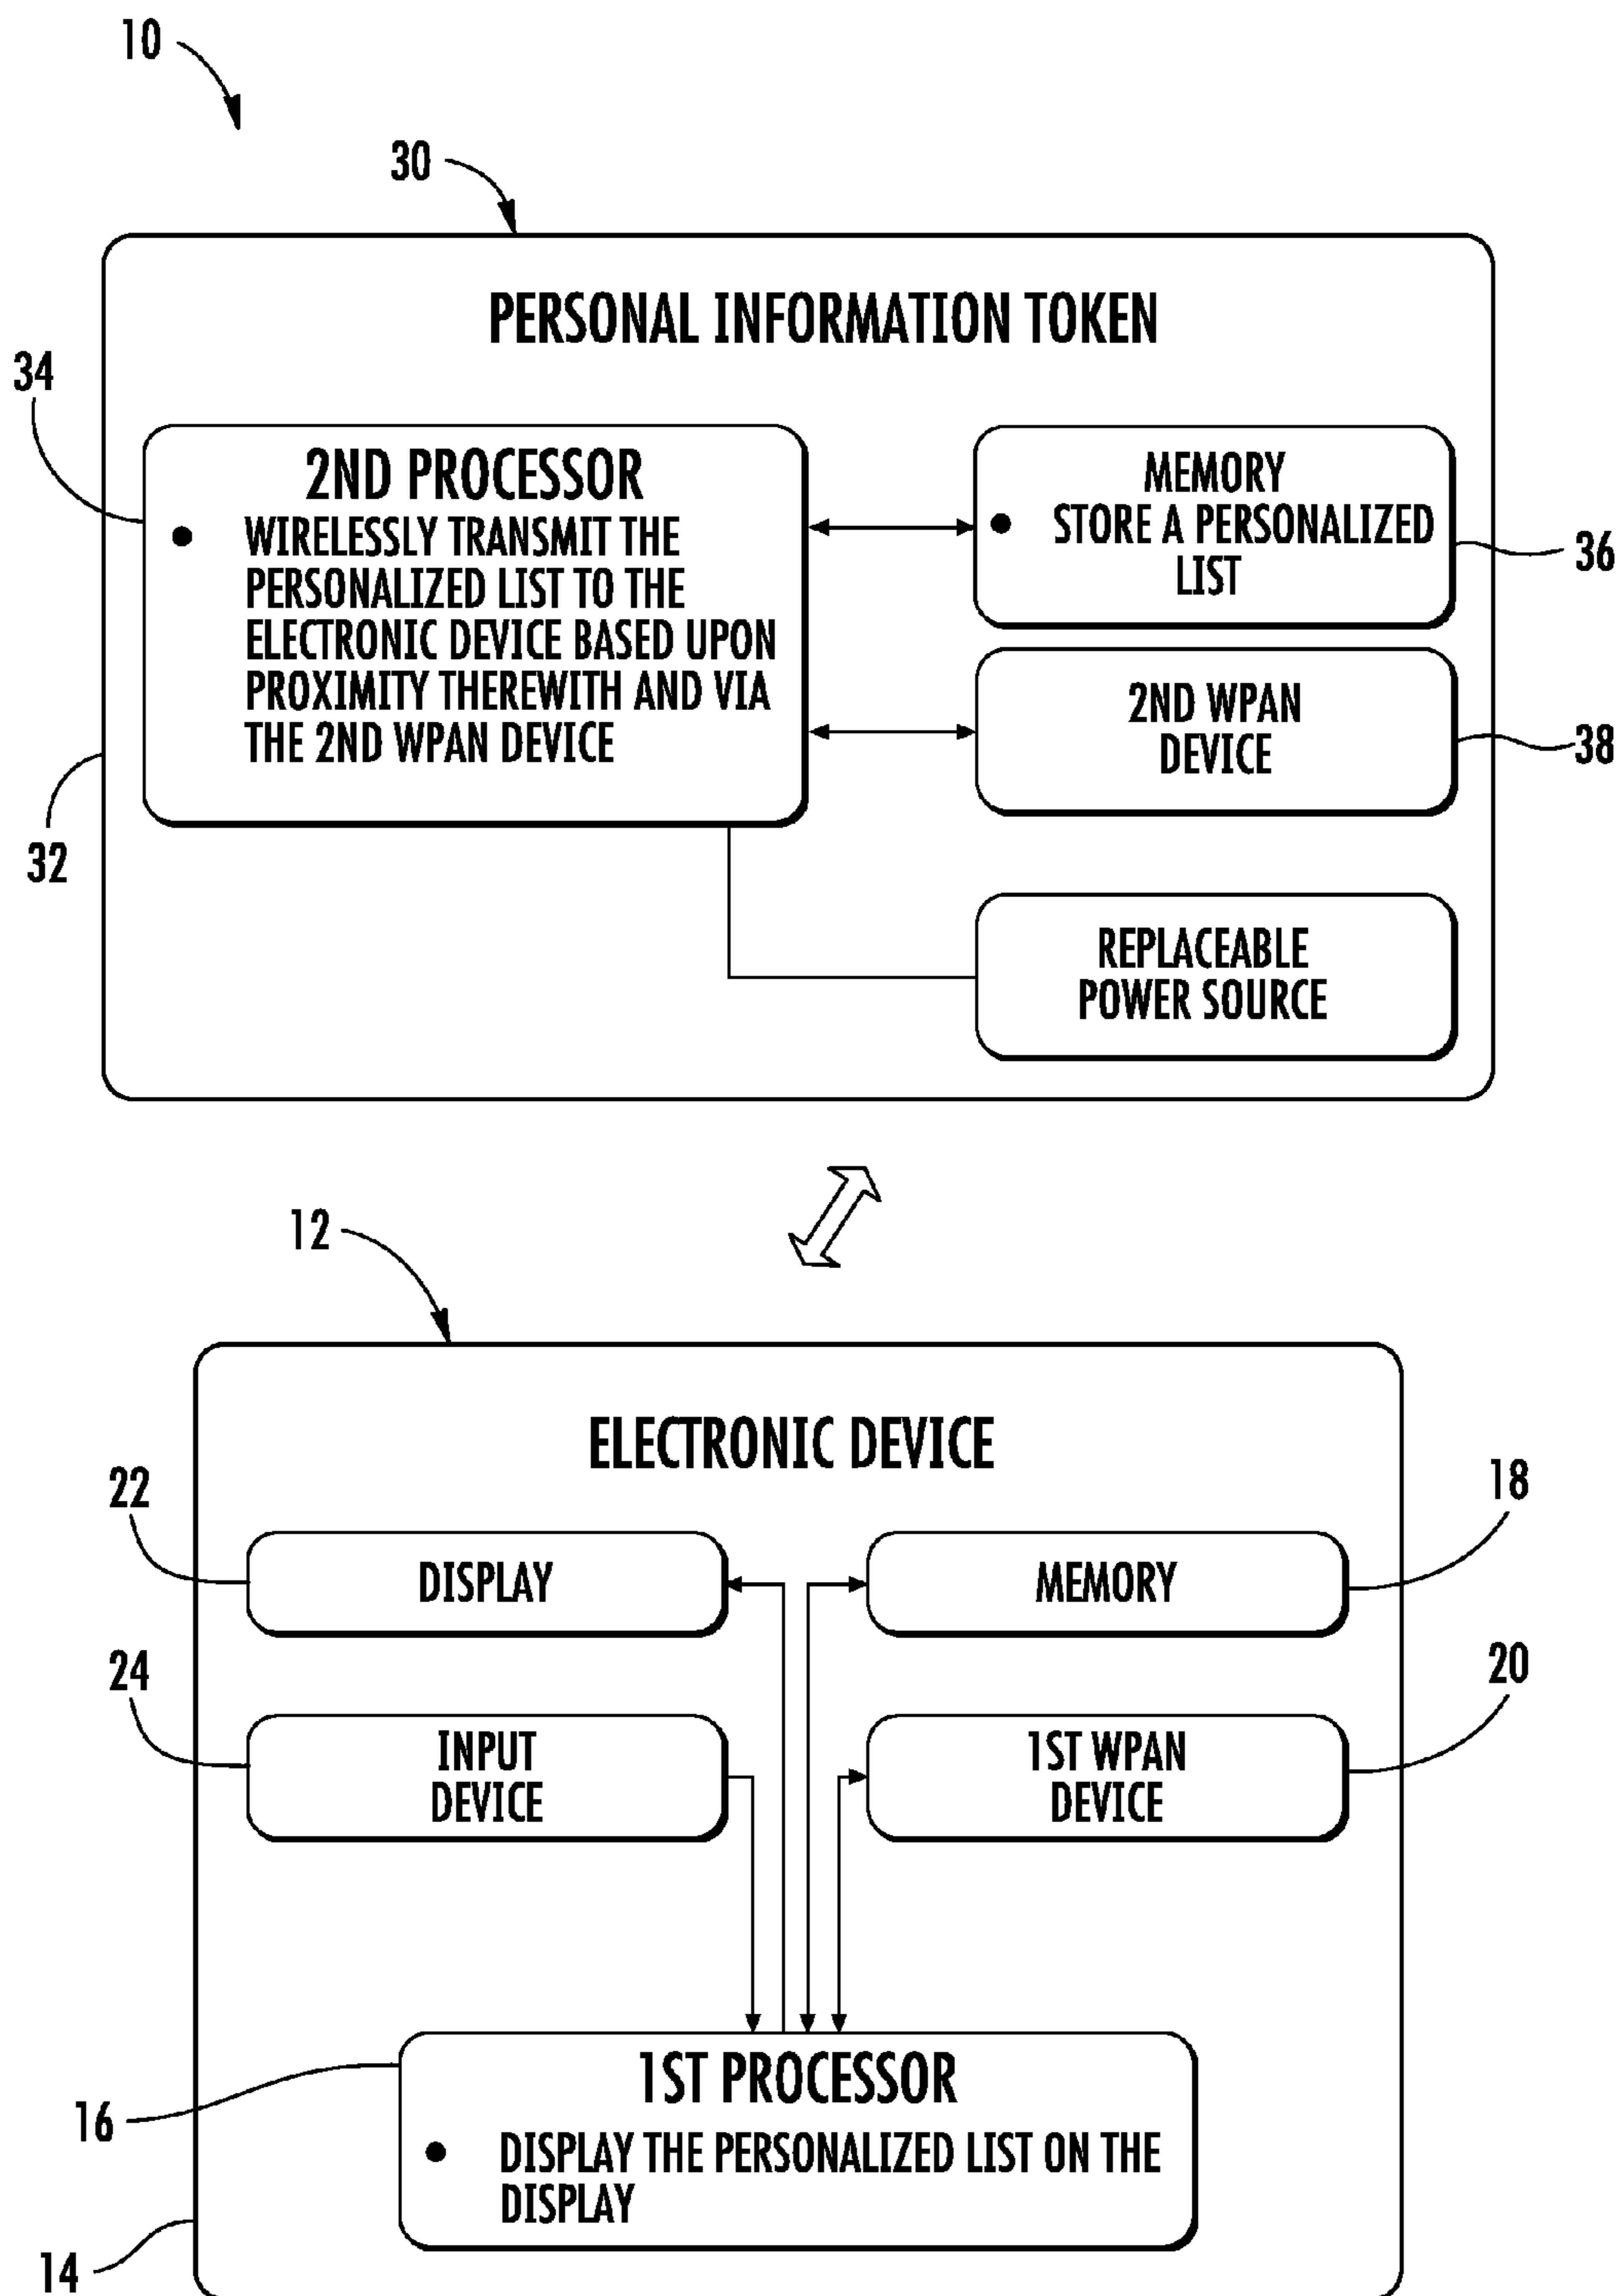 10
30
PERSONAL INFORMATION TOKEN
34
2ND PROCESSOR
• WIRELESSLY TRANSMIT THE
PERSONALIZED LIST TO THE
ELECTRONIC DEVICE BASED UPON
PROXIMITY THEREWITH AND VIA
THE 2ND WPAN DEVICE
MEMORY
• STORE A PERSONALIZED
LIST
36
2ND WPAN
DEVICE
38
32
REPLACEABLE
POWER SOURCE
12
ELECTRONIC DEVICE
22
DISPLAY
MEMORY
18
24
INPUT
DEVICE
1ST WPAN
DEVICE
20
1ST PROCESSOR
16
• DISPLAY THE PERSONALIZED LIST ON THE
DISPLAY
14